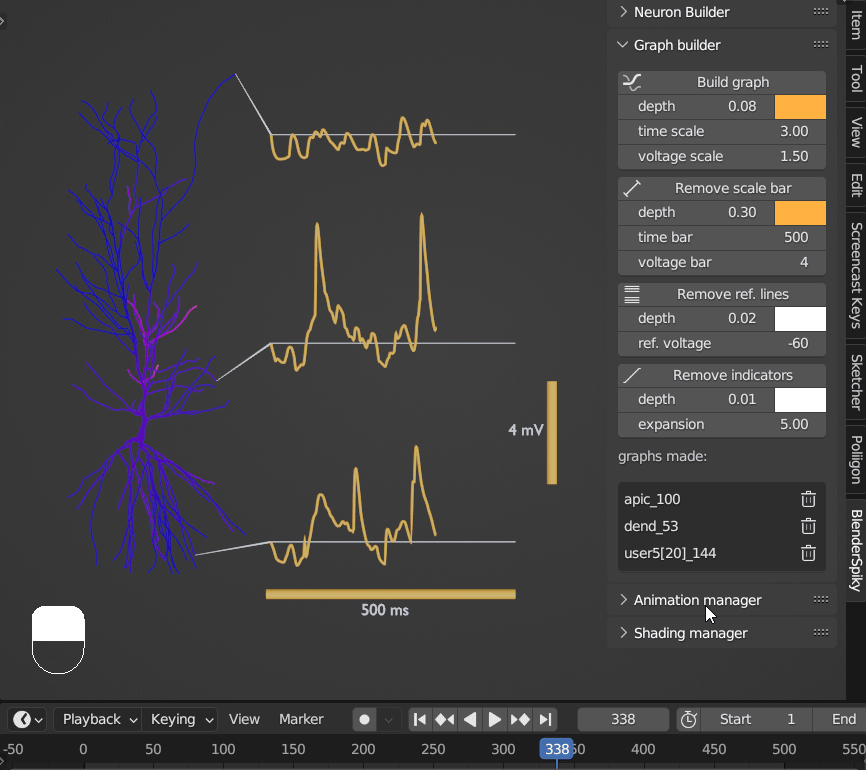 Neuron Builder
Graph builder
Build graph
depth 0.08
time scale 3.00
voltage scale 1.50
Remove scale bar
depth 0.30
time bar 500
voltage bar 4
Remove ref. lines
depth 0.02
ref. voltage -60
Remove indicators
depth 0.01
expansion 5.00
graphs made:
apic_100
dend_53
user5[20]_144
Animation manager
Shading manager
Item
Tool
View
Edit
Screencast Keys
Sketcher
Poliigon
BlenderSpiky
4 mV
500 ms
Playback Keying View Marker 338 Start 1 End
-50 0 50 100 150 200 250 300 338 400 450 500 550